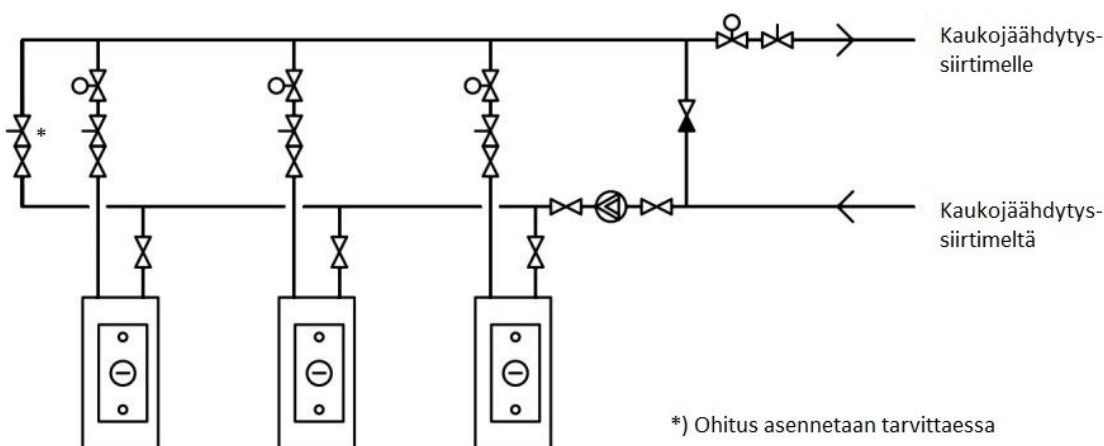 Kaukojäähdytys-
siirtimelle
*
Kaukojäähdytys-
siirtimeltä
*) Ohitus asennetaan tarvittaessa